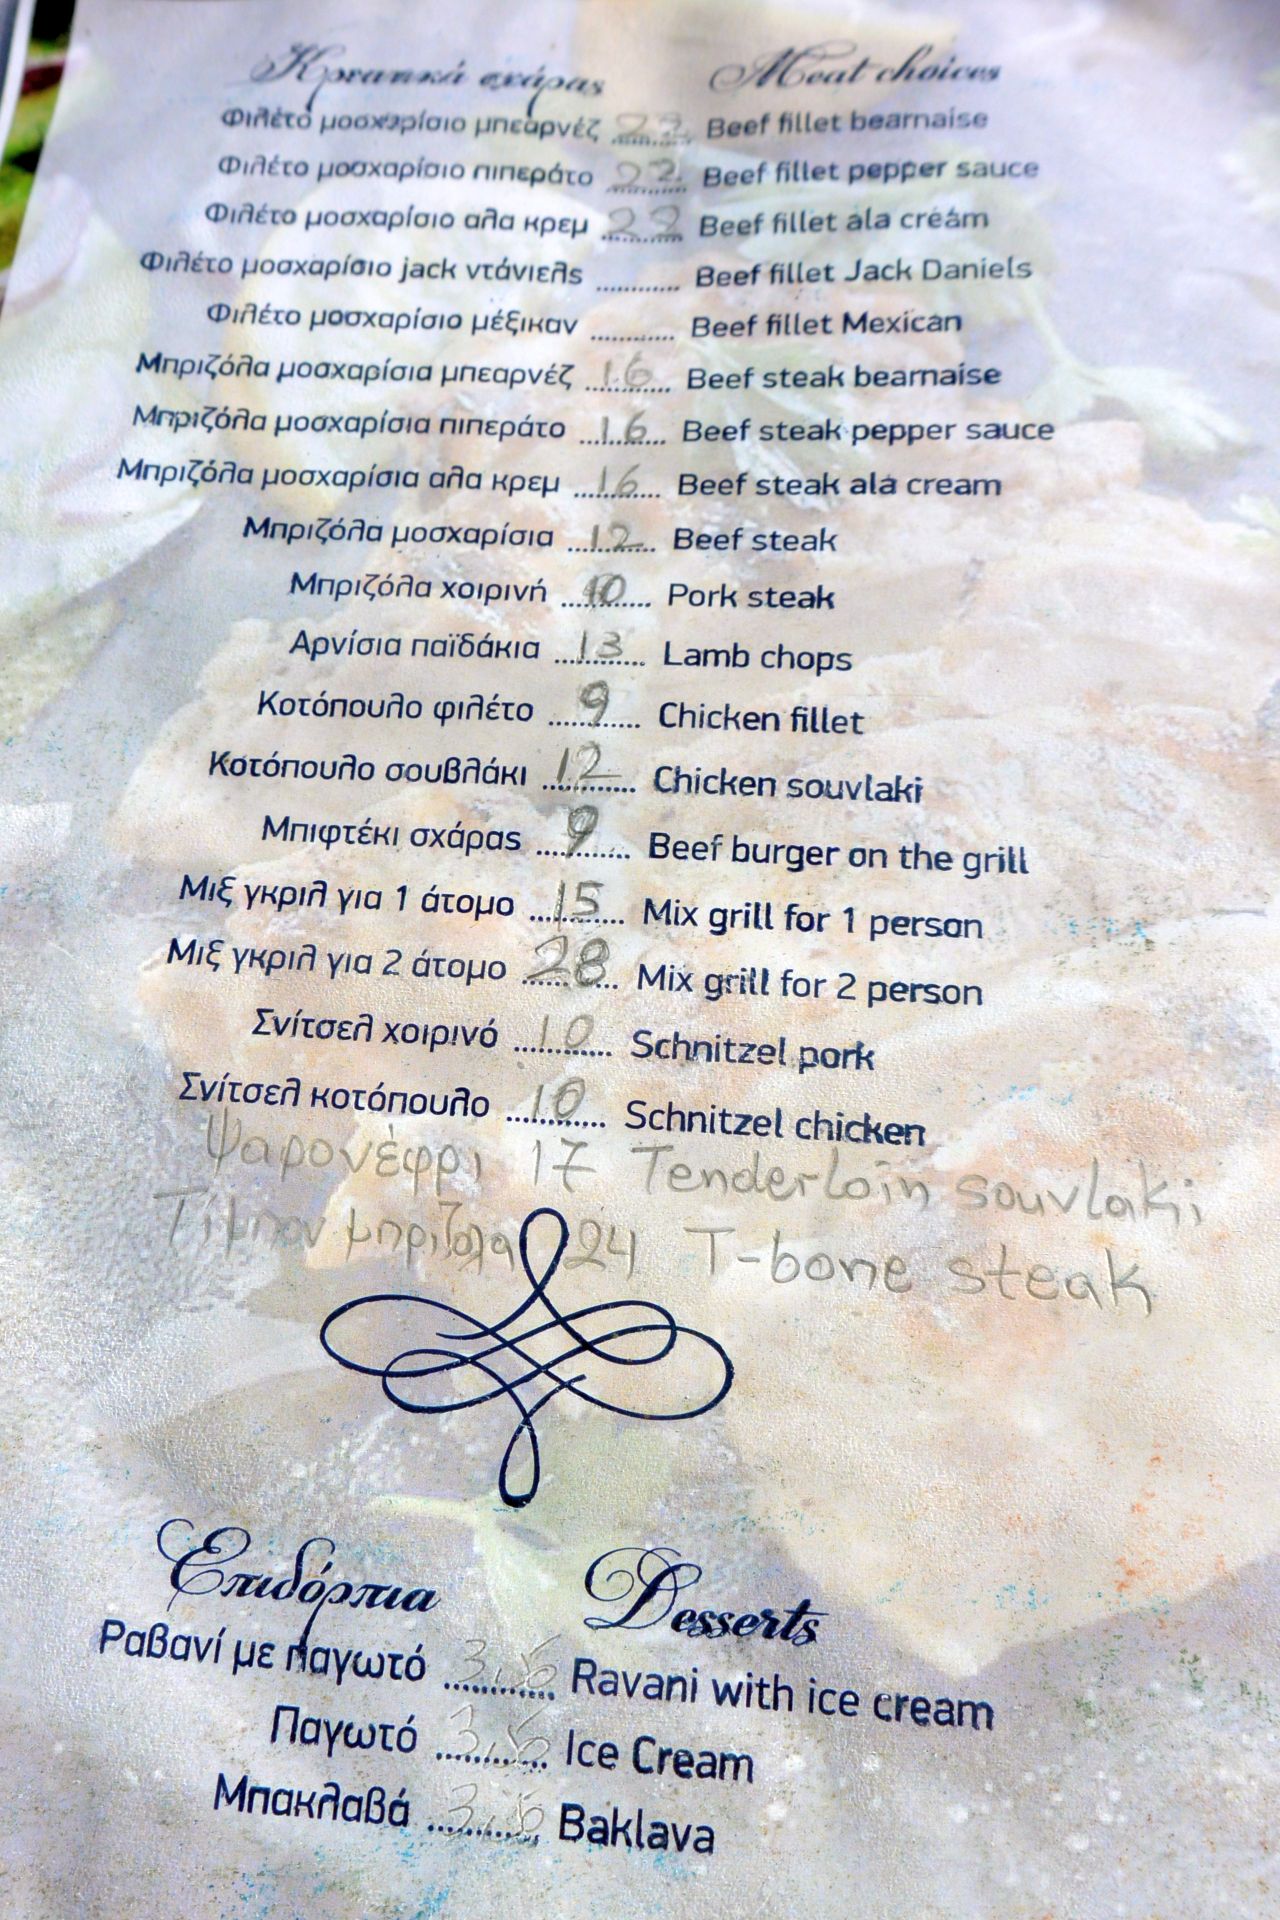 Κρεατικά σχάρας Meat choices
Φιλέτο μοσχαρίσιο μπεαρνέζ 22 Beef fillet bearnaise
Φιλέτο μοσχαρίσιο πιπεράτο 22 Beef fillet pepper sauce
Φιλέτο μοσχαρίσιο αλα κρεμ 22 Beef fillet ala cream
Φιλέτο μοσχαρίσιο jack ντάνιελs ............ Beef fillet Jack Daniels
Φιλέτο μοσχαρίσιο μέξικαν ............ Beef fillet Mexican
Μπριζόλα μοσχαρίσια μπεαρνέζ 16 Beef steak bearnaise
Μπριζόλα μοσχαρίσια πιπεράτο 16 Beef steak pepper sauce
Μπριζόλα μοσχαρίσια αλα κρεμ 16 Beef steak ala cream
Μπριζόλα μοσχαρίσια 12 Beef steak
Μπριζόλα χοιρινή 10 Pork steak
Αρνίσια παϊδάκια 13 Lamb chops
Κοτόπουλο φιλέτο 9 Chicken fillet
Κοτόπουλο σουβλάκι 12 Chicken souvlaki
Μπιφτέκι σχάρας 9 Beef burger on the grill
Μιξ γκριλ για 1 άτομο 15 Mix grill for 1 person
Μιξ γκριλ για 2 άτομο 28 Mix grill for 2 person
Σνίτσελ χοιρινό 10 Schnitzel pork
Σνίτσελ κοτόπουλο 10 Schnitzel chicken
Ψαρονέφρι 17 Tenderloin souvlaki
Τίμπον μπριζολα 24 T-bone steak
Επιδόρπια Desserts
Ραβανί με παγωτό Ravani with ice cream
Παγωτό Ice Cream
Μπακλαβά Baklava